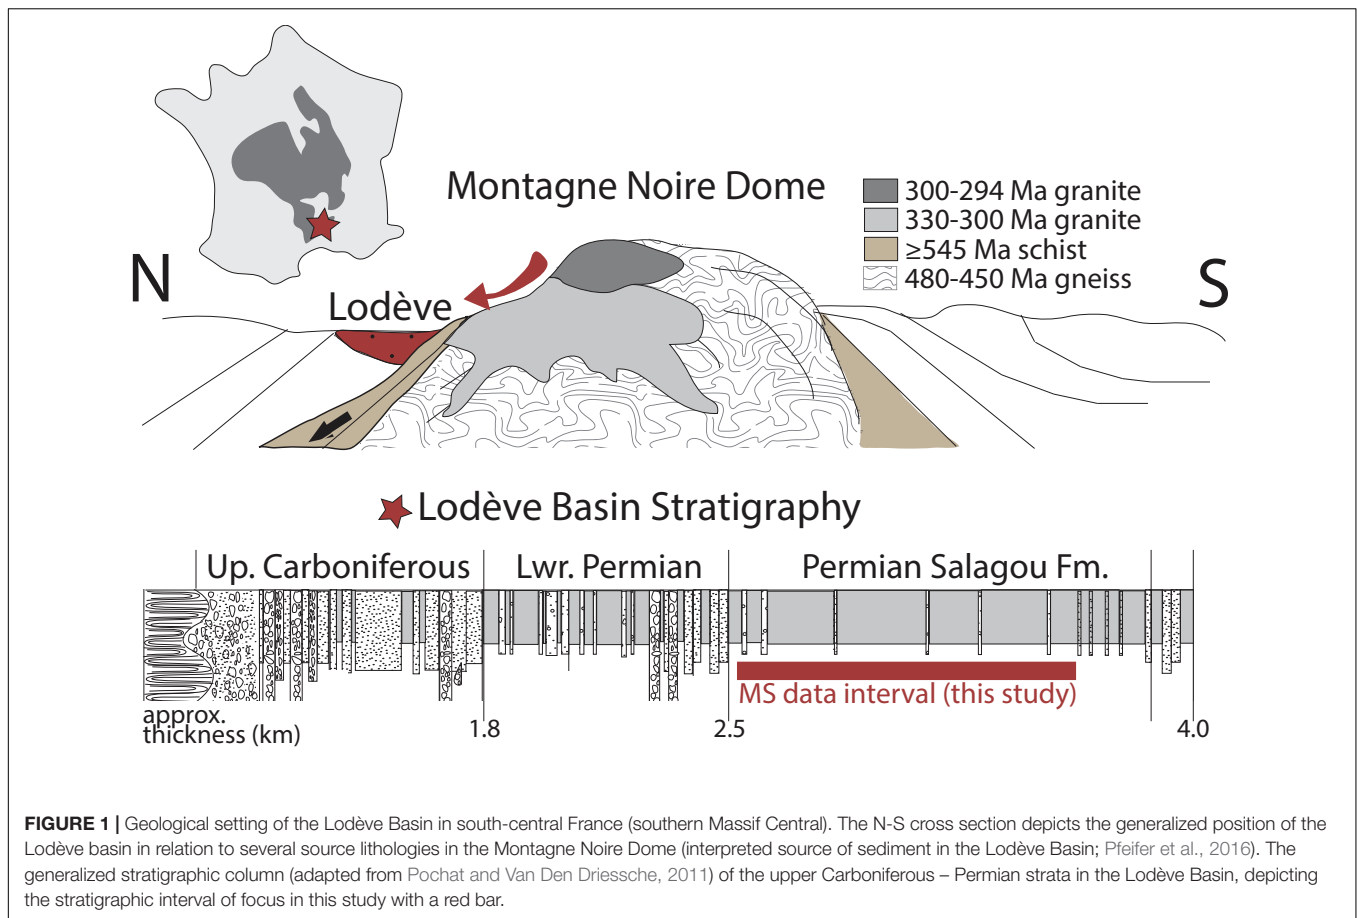 Montagne Noire Dome
300-294 Ma granite
330-300 Ma granite
≥545 Ma schist
480-450 Ma gneiss
N
S
Lodève
Lodève Basin Stratigraphy
Up. Carboniferous
Lwr. Permian
Permian Salagou Fm.
MS data interval (this study)
approx.
thickness (km)
1.8
2.5
4.0
FIGURE 1 | Geological setting of the Lodève Basin in south-central France (southern Massif Central). The N-S cross section depicts the generalized position of the
Lodève basin in relation to several source lithologies in the Montagne Noire Dome (interpreted source of sediment in the Lodève Basin; Pfeifer et al., 2016). The
generalized stratigraphic column (adapted from Pochat and Van Den Driessche, 2011) of the upper Carboniferous – Permian strata in the Lodève Basin, depicting
the stratigraphic interval of focus in this study with a red bar.